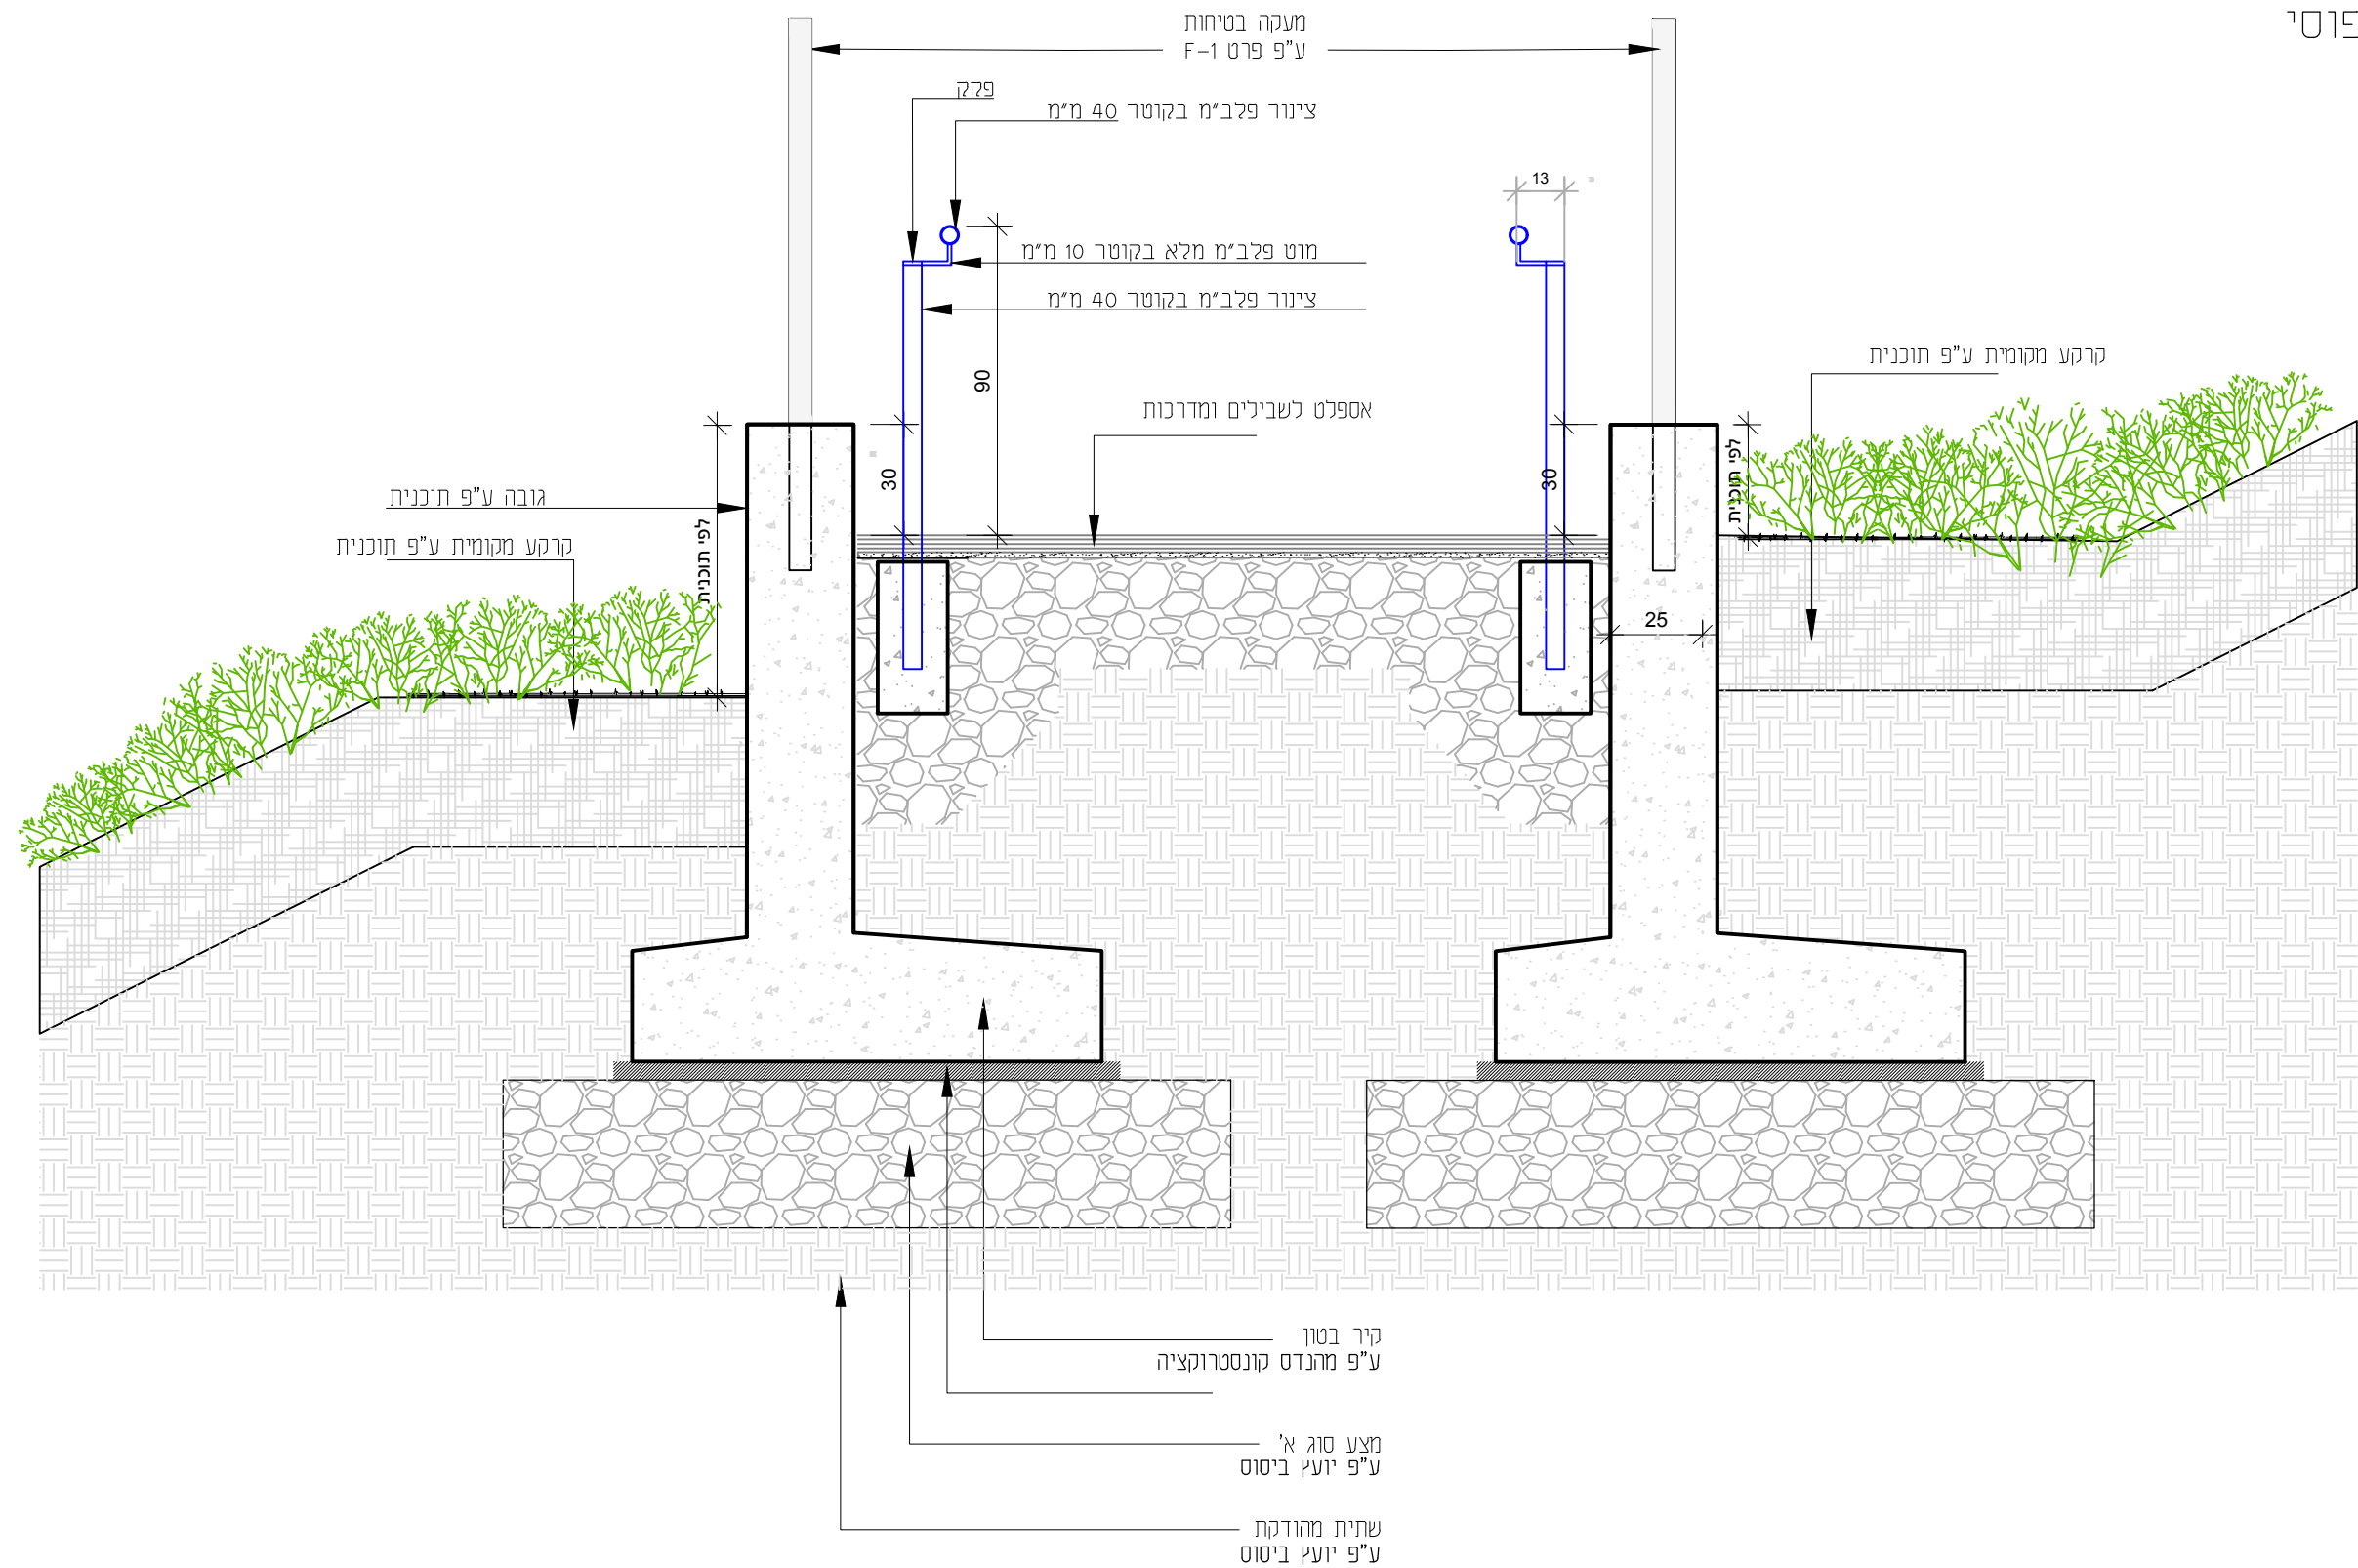 פוסי
מעקה בטיחות
ע"פ פרט F-1
פקק
צינור פלב"מ בקוטר 40 מ"מ
13
מוט פלב"מ מלא בקוטר 10 מ"מ
צינור פלב"מ בקוטר 40 מ"מ
90
קרקע מקומית ע"פ תוכנית
אספלט לשבילים ומדרכות
30
30
לפי תוכנית
גובה ע"פ תוכנית
קרקע מקומית ע"פ תוכנית
לפי תוכנית
25
קיר בטון
ע"פ מהנדס קונסטרוקציה
מצע סוג א'
ע"פ יועץ ביסוס
שתית מהודקת
ע"פ יועץ ביסוס